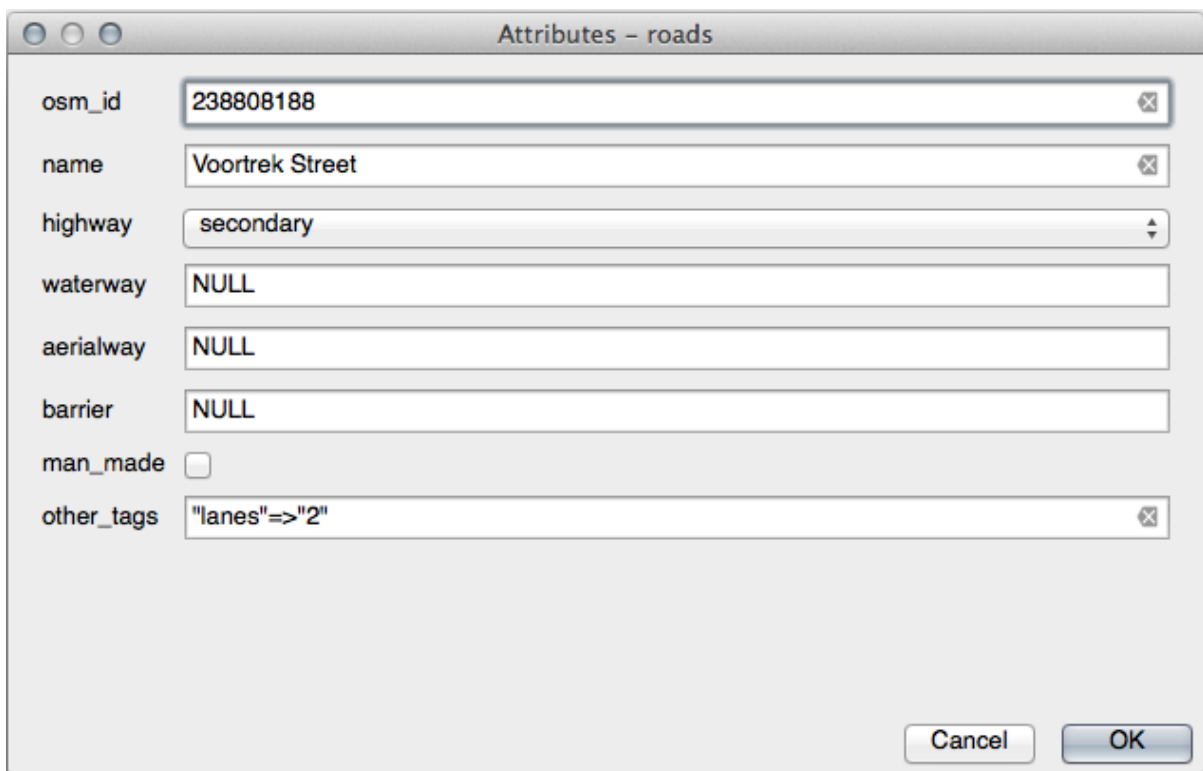 Attributes – roads
osm_id 238808188
name Voortrek Street
highway secondary
waterway NULL
aerialway NULL
barrier NULL
man_made
other_tags "lanes"=>"2"
Cancel OK